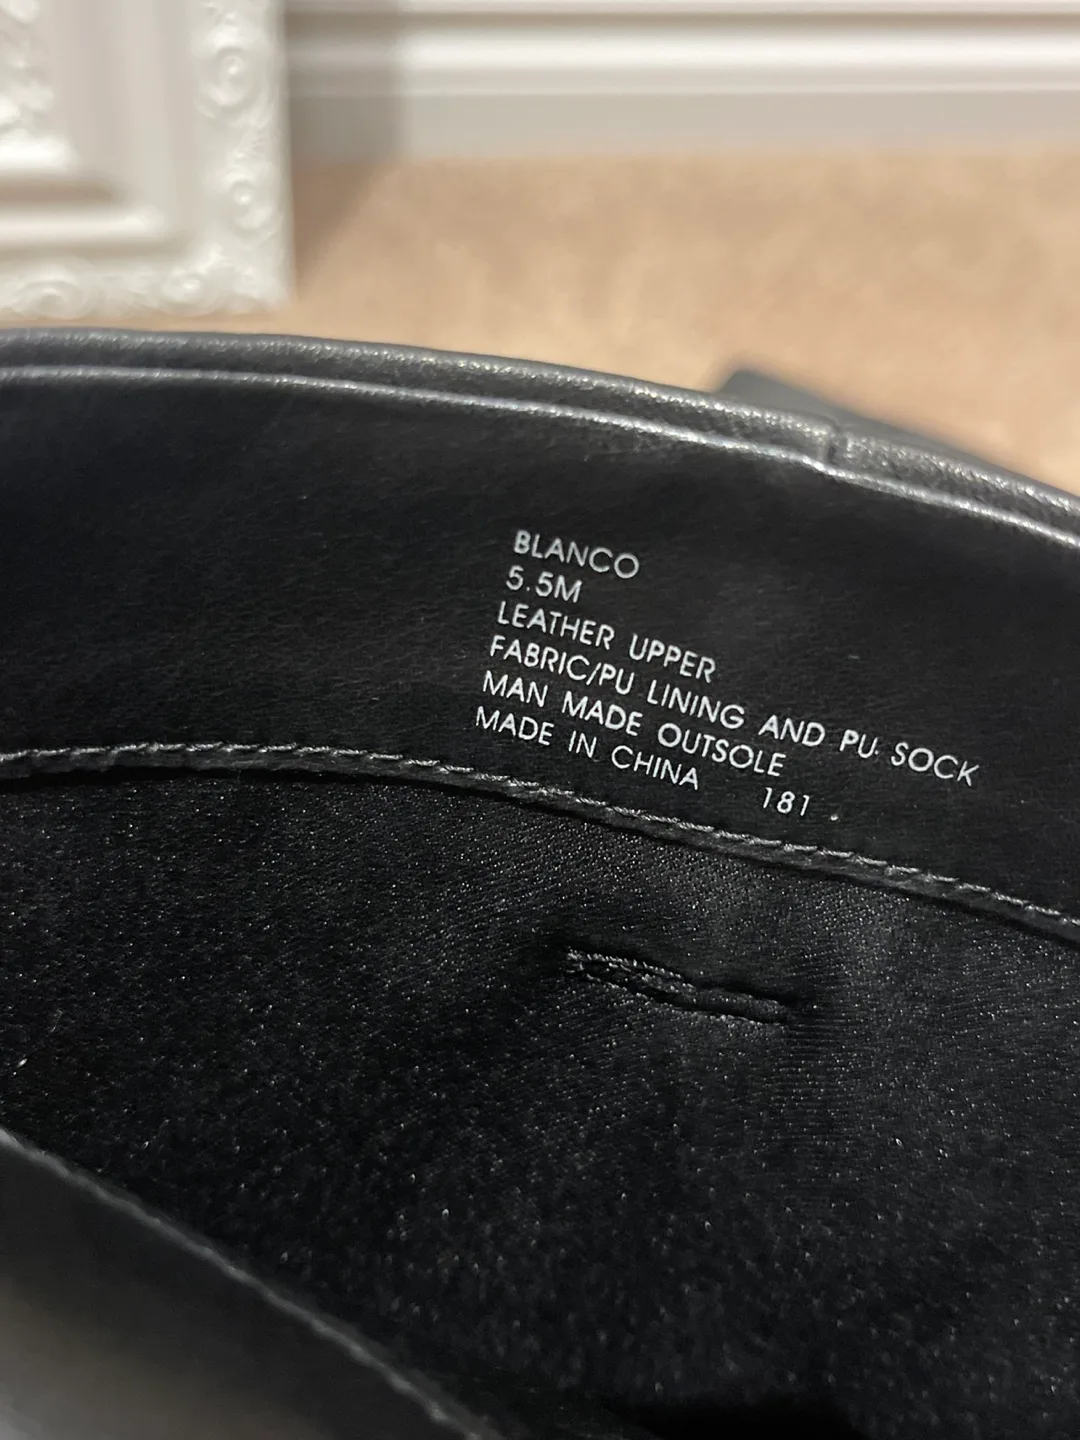 BLANCO
5.5M
LEATHER UPPER
FABRIC/PU LINING AND PU SOCK
MAN MADE OUTSOLE
MADE IN CHINA 181